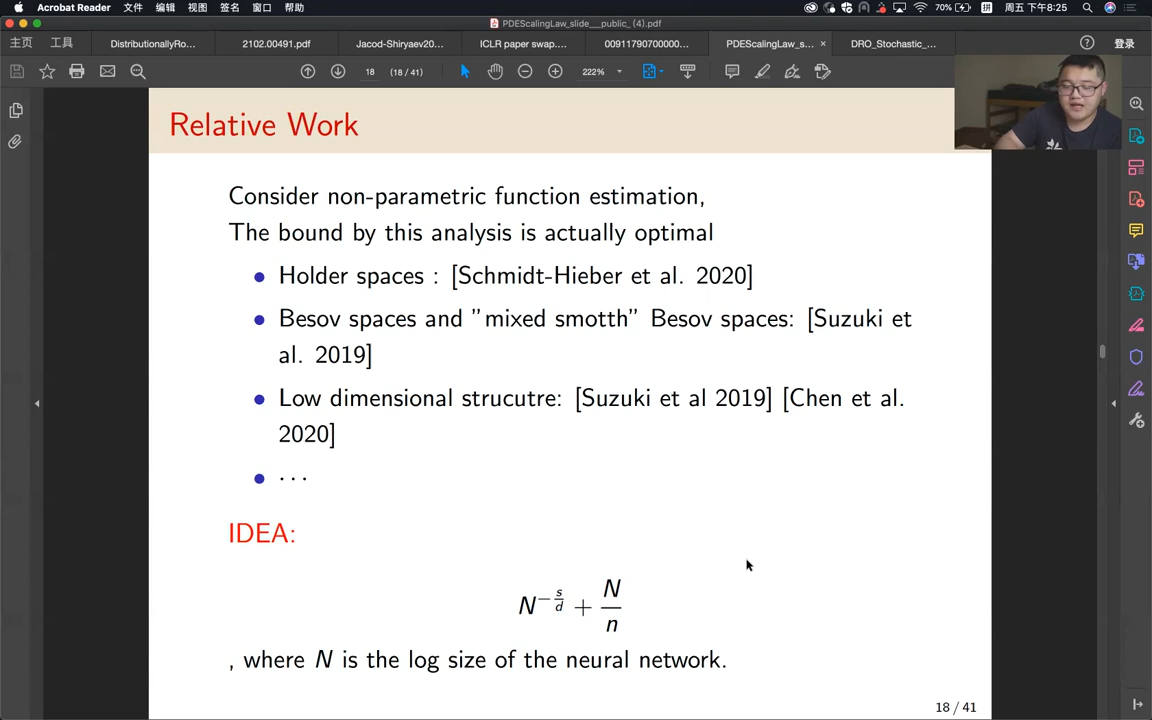 Acrobat Reader 文件 编辑 视图 签名 窗口 帮助 70% 拼 周五 下午8:25
PDEScalingLaw_slide__public_ (4).pdf
主页 工具 DistributionallyRo... 2102.00491.pdf Jacod-Shiryaev20... ICLR paper swap.... 00911790700000... PDEScalingLaw_s... × DRO_Stochastic_... 登录
18 (18 / 41) 222%
Relative Work
Consider non-parametric function estimation,
The bound by this analysis is actually optimal
• Holder spaces : [Schmidt-Hieber et al. 2020]
• Besov spaces and "mixed smotth" Besov spaces: [Suzuki et
al. 2019]
• Low dimensional strucutre: [Suzuki et al 2019] [Chen et al.
2020]
• ···
IDEA:
N^{-\frac{s}{d}} + \frac{N}{n}
, where N is the log size of the neural network.
18 / 41